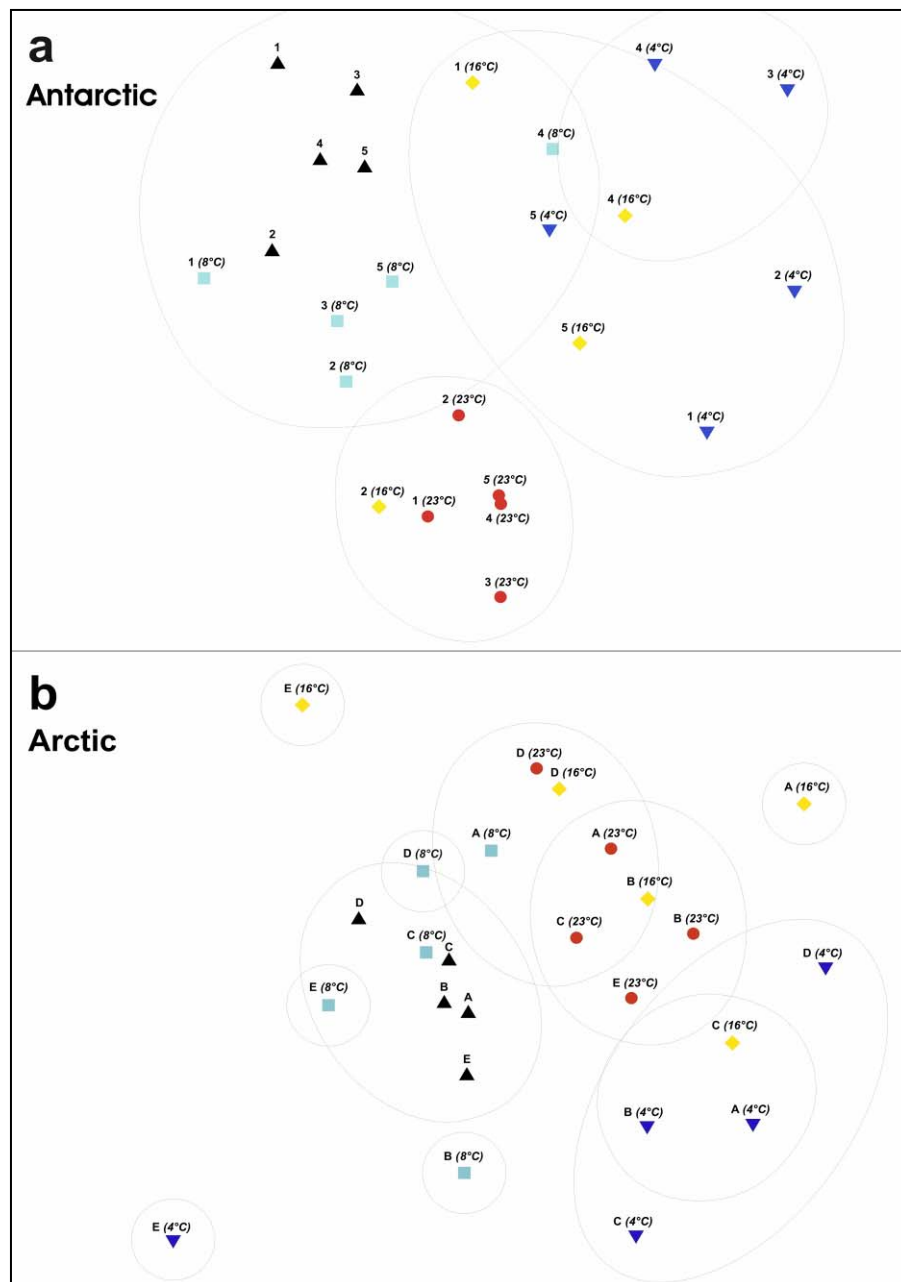 a
Antarctic
1
3
4
5
2
1 (16°C)
4 (4°C)
3 (4°C)
4 (8°C)
4 (16°C)
5 (4°C)
1 (8°C)
5 (8°C)
2 (4°C)
3 (8°C)
5 (16°C)
2 (8°C)
2 (23°C)
1 (4°C)
5 (23°C)
2 (16°C)
1 (23°C)
4 (23°C)
3 (23°C)
b
Arctic
E (16°C)
D (23°C)
D (16°C)
A (16°C)
A (8°C)
A (23°C)
D (8°C)
B (16°C)
D
C (23°C)
B (23°C)
C (8°C)
C
D (4°C)
E (8°C)
B
A
E (23°C)
C (16°C)
E
B (4°C)
A (4°C)
B (8°C)
C (4°C)
E (4°C)